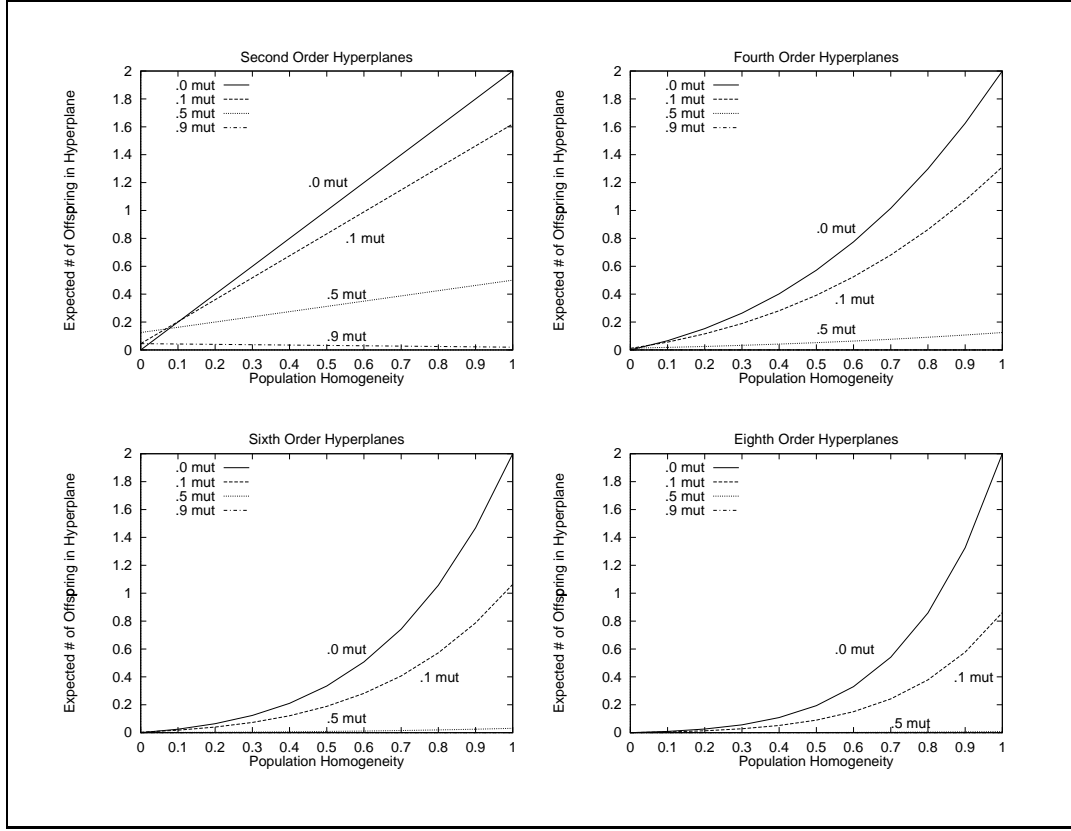 Second Order Hyperplanes
Expected # of Offspring in Hyperplane
2
1.8
1.6
1.4
1.2
1
0.8
0.6
0.4
0.2
0
.0 mut
.1 mut
.5 mut
.9 mut
.0 mut
.1 mut
.5 mut
.9 mut
0 0.1 0.2 0.3 0.4 0.5 0.6 0.7 0.8 0.9 1
Population Homogeneity
Fourth Order Hyperplanes
Expected # of Offspring in Hyperplane
2
1.8
1.6
1.4
1.2
1
0.8
0.6
0.4
0.2
0
.0 mut
.1 mut
.5 mut
.9 mut
.0 mut
.1 mut
.5 mut
0 0.1 0.2 0.3 0.4 0.5 0.6 0.7 0.8 0.9 1
Population Homogeneity
Sixth Order Hyperplanes
Expected # of Offspring in Hyperplane
2
1.8
1.6
1.4
1.2
1
0.8
0.6
0.4
0.2
0
.0 mut
.1 mut
.5 mut
.9 mut
.0 mut
.1 mut
.5 mut
0 0.1 0.2 0.3 0.4 0.5 0.6 0.7 0.8 0.9 1
Population Homogeneity
Eighth Order Hyperplanes
Expected # of Offspring in Hyperplane
2
1.8
1.6
1.4
1.2
1
0.8
0.6
0.4
0.2
0
.0 mut
.1 mut
.5 mut
.9 mut
.0 mut
.1 mut
.5 mut
0 0.1 0.2 0.3 0.4 0.5 0.6 0.7 0.8 0.9 1
Population Homogeneity